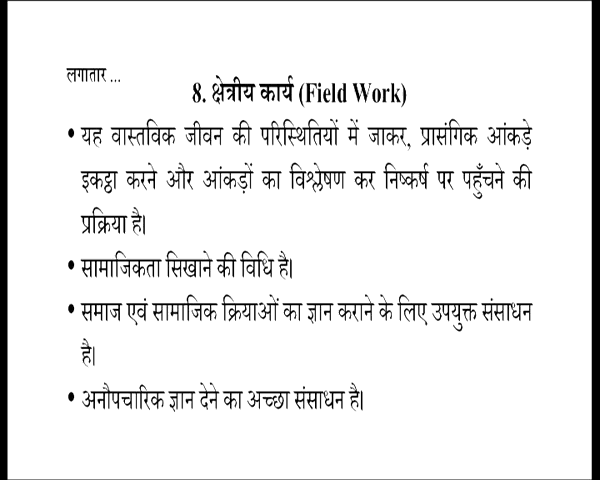 लगातार ...
8. क्षेत्रीय कार्य (Field Work)
• यह वास्तविक जीवन की परिस्थितियों में जाकर, प्रासंगिक आंकड़े
इकट्ठा करने और आंकड़ों का विश्लेषण कर निष्कर्ष पर पहुँचने की
प्रक्रिया है।
• सामाजिकता सिखाने की विधि है।
• समाज एवं सामाजिक क्रियाओं का ज्ञान कराने के लिए उपयुक्त संसाधन
है।
• अनौपचारिक ज्ञान देने का अच्छा संसाधन है।